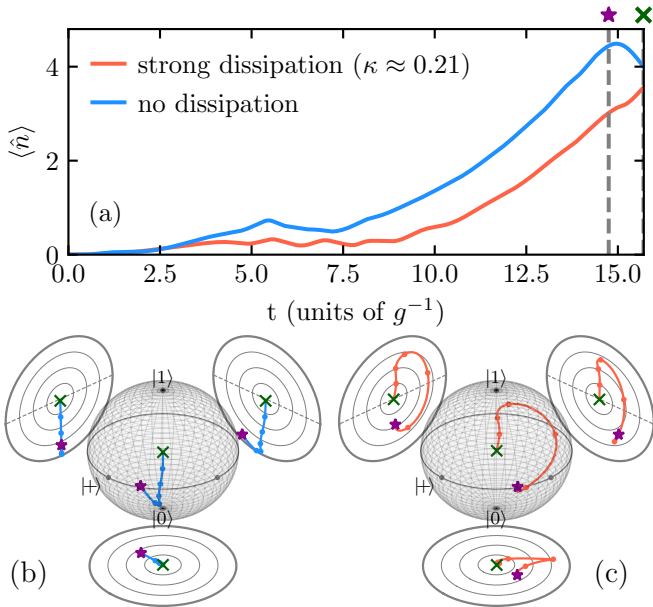 4
2
0
⟨n̂⟩
strong dissipation (κ ≈ 0.21)
no dissipation
(a)
0.0 2.5 5.0 7.5 10.0 12.5 15.0
t (units of g⁻¹)
|1⟩
|+⟩
|0⟩
(b)
|1⟩
|+⟩
|0⟩
(c)